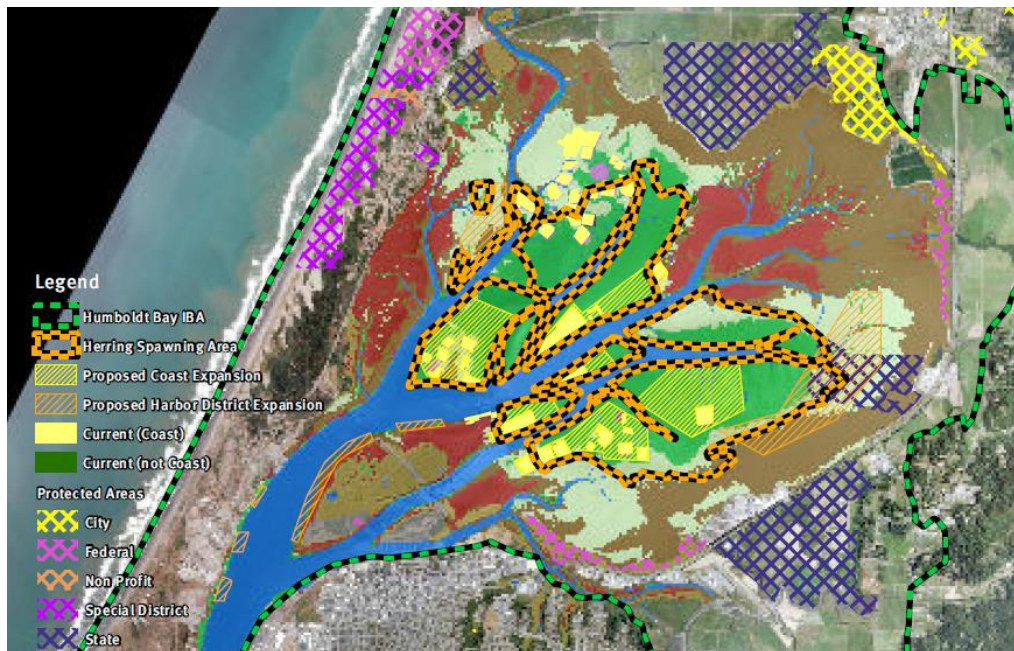 Legend
Humboldt Bay IBA
Herring Spawning Area
Proposed Coast Expansion
Proposed Harbor District Expansion
Current (Coast)
Current (not Coast)
Protected Areas
City
Federal
Non Profit
Special District
State